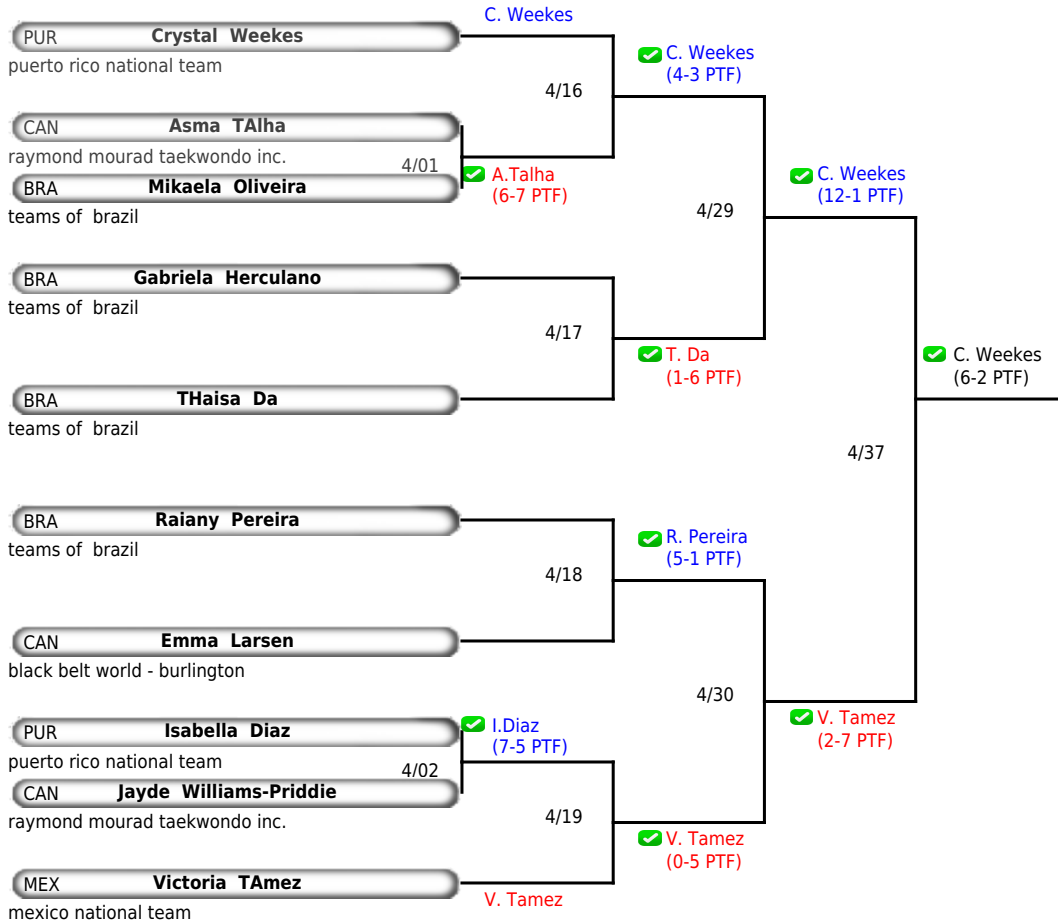 C. Weekes
PUR Crystal Weekes
puerto rico national team
C. Weekes
(4-3 PTF)
4/16
CAN Asma TAlha
raymond mourad taekwondo inc.
4/01
A.Talha
(6-7 PTF)
BRA Mikaela Oliveira
teams of brazil
C. Weekes
(12-1 PTF)
4/29
BRA Gabriela Herculano
teams of brazil
4/17
T. Da
(1-6 PTF)
C. Weekes
(6-2 PTF)
BRA THaisa Da
teams of brazil
4/37
BRA Raiany Pereira
teams of brazil
R. Pereira
(5-1 PTF)
4/18
CAN Emma Larsen
black belt world - burlington
4/30
V. Tamez
(2-7 PTF)
PUR Isabella Diaz
puerto rico national team
I.Diaz
(7-5 PTF)
4/02
CAN Jayde Williams-Priddie
raymond mourad taekwondo inc.
4/19
V. Tamez
(0-5 PTF)
MEX Victoria TAmez
mexico national team
V. Tamez